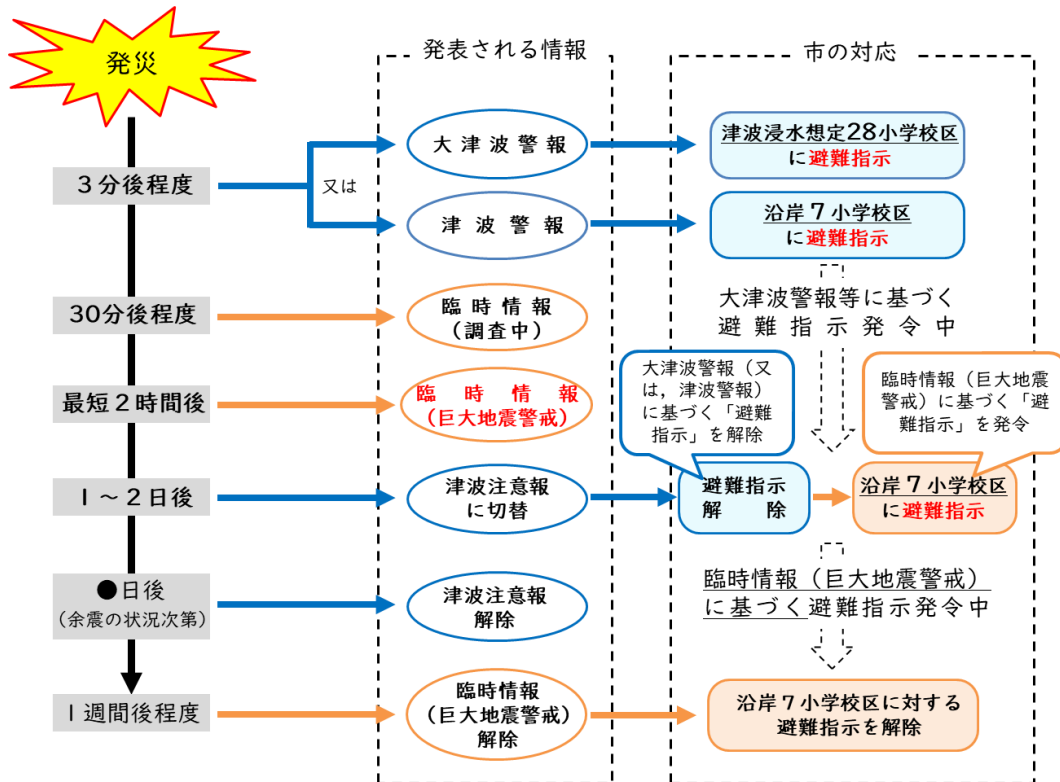 発災
発表される情報
市の対応
3分後程度
又は
大津波警報
津波浸水想定28小学校区
に避難指示
津波警報
沿岸7小学校区
に避難指示
30分後程度
臨時情報
(調査中)
大津波警報等に基づく
避難指示発令中
最短2時間後
臨時情報
(巨大地震警戒)
大津波警報（又
は，津波警報）
に基づく「避難
指示」を解除
臨時情報（巨大地震
警戒）に基づく「避
難指示」を発令
1～2日後
津波注意報
に切替
避難指示
解除
沿岸7小学校区
に避難指示
●日後
(余震の状況次第)
津波注意報
解除
臨時情報（巨大地震警戒）
に基づく避難指示発令中
1週間後程度
臨時情報
(巨大地震警戒)
解除
沿岸7小学校区に対する
避難指示を解除